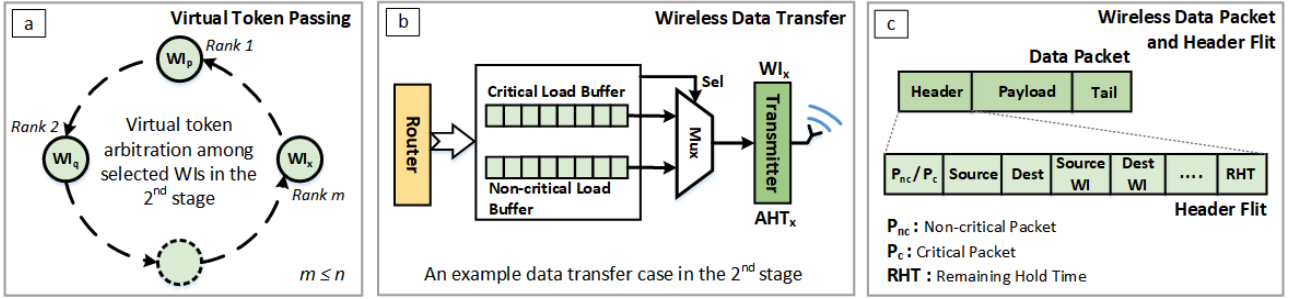 a
Virtual Token Passing
Rank 1
WIp
Rank 2
WIq
Virtual token
arbitration among
selected WIs in the
2nd stage
WIx
Rank m
m ≤ n
b
Wireless Data Transfer
Router
Critical Load Buffer
Non-critical Load
Buffer
Sel
Mux
WIx
Transmitter
AHTx
An example data transfer case in the 2nd stage
c
Wireless Data Packet
and Header Flit
Data Packet
Header Payload Tail
Pnc/Pc Source Dest Source WI Dest WI .... RHT
Header Flit
Pnc : Non-critical Packet
Pc : Critical Packet
RHT : Remaining Hold Time